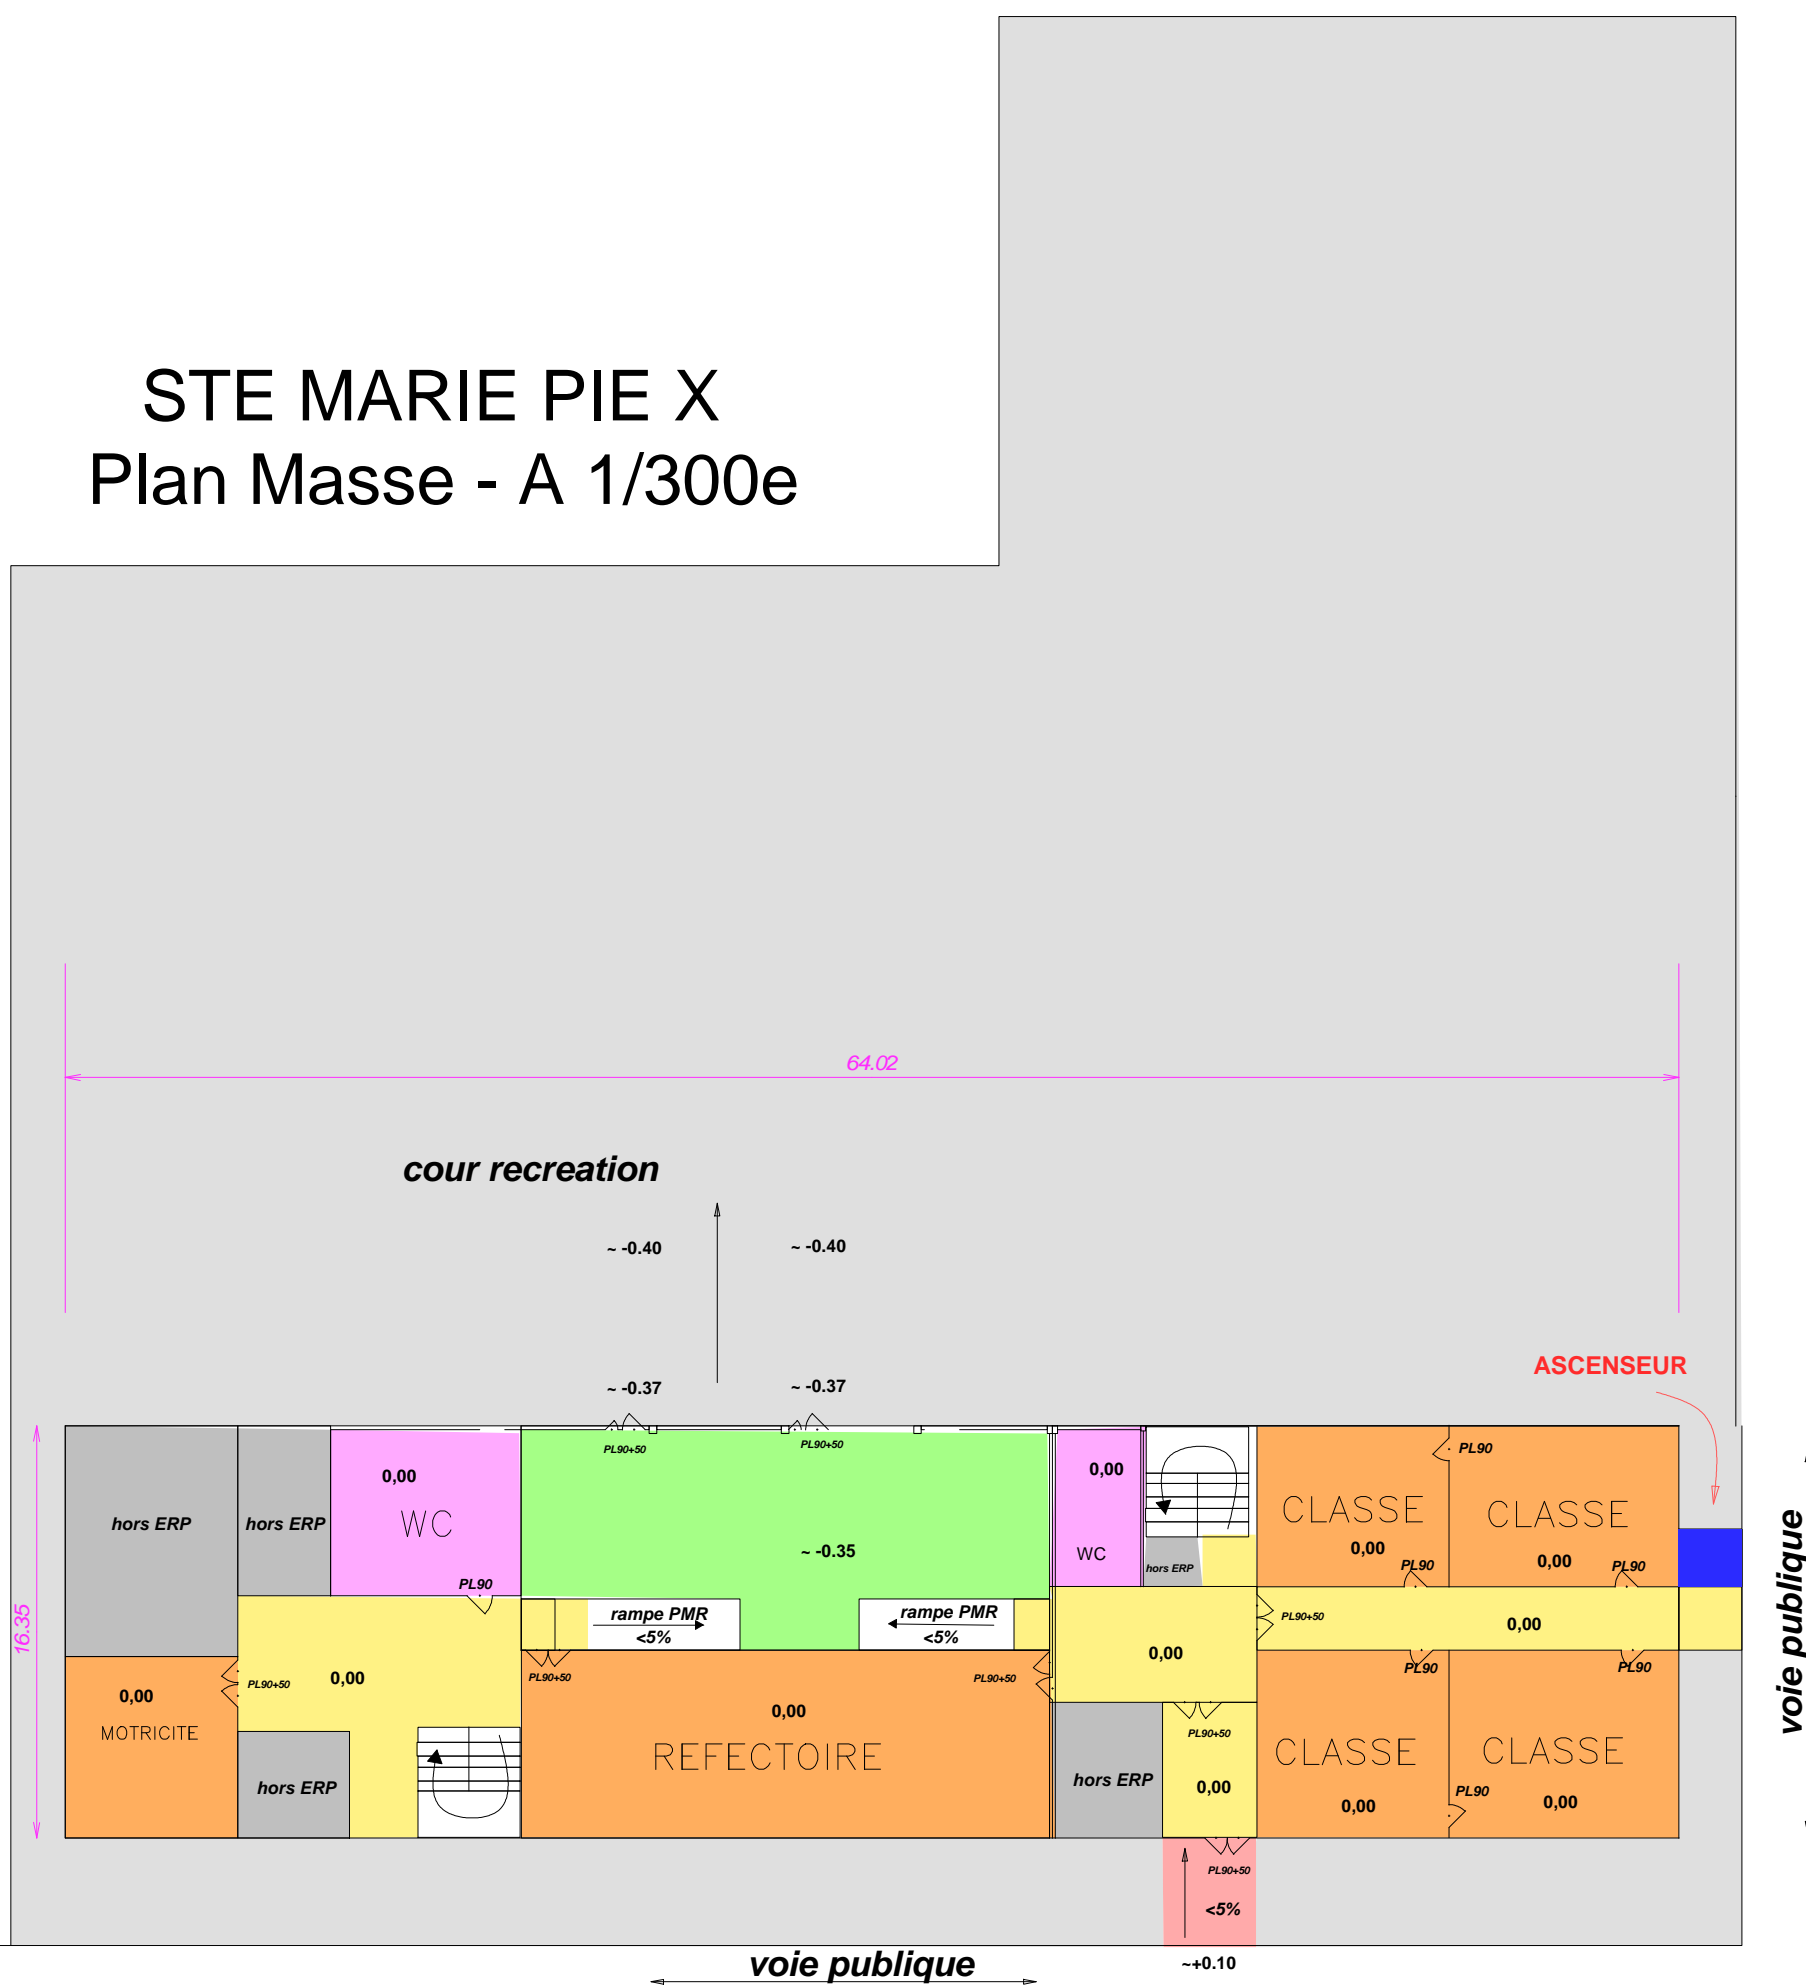 STE MARIE PIE X
Plan Masse - A 1/300e
64.02
cour recreation
~ -0.40
~ -0.40
~ -0.37
~ -0.37
ASCENSEUR
PL90+50
PL90+50
PL90
0,00
0,00
hors ERP
hors ERP
WC
CLASSE
CLASSE
0,00
0,00
~ -0.35
WC
hors ERP
PL90
PL90
PL90
rampe PMR
<5%
rampe PMR
<5%
PL90+50
0,00
16.35
voie publique
0,00
MOTRICITE
PL90+50
0,00
PL90+50
PL90+50
0,00
PL90
PL90
0,00
REFECTOIRE
PL90+50
CLASSE
CLASSE
hors ERP
hors ERP
0,00
PL90
0,00
0,00
PL90+50
<5%
voie publique
~+0.10